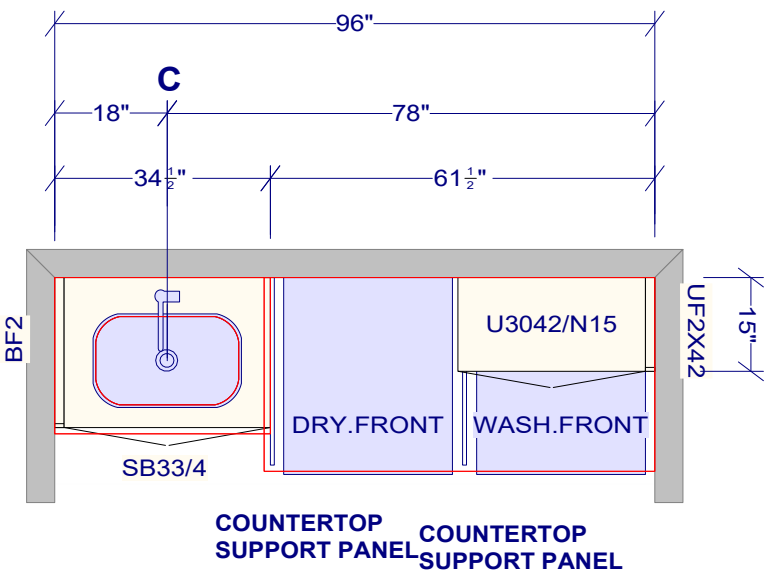 96"
C
18"
78"
34 1/2"
61 1/2"
BF2
U3042/N15
UF2X42
15"
DRY.FRONT
WASH.FRONT
SB33/4
COUNTERTOP
SUPPORT PANEL
COUNTERTOP
SUPPORT PANEL